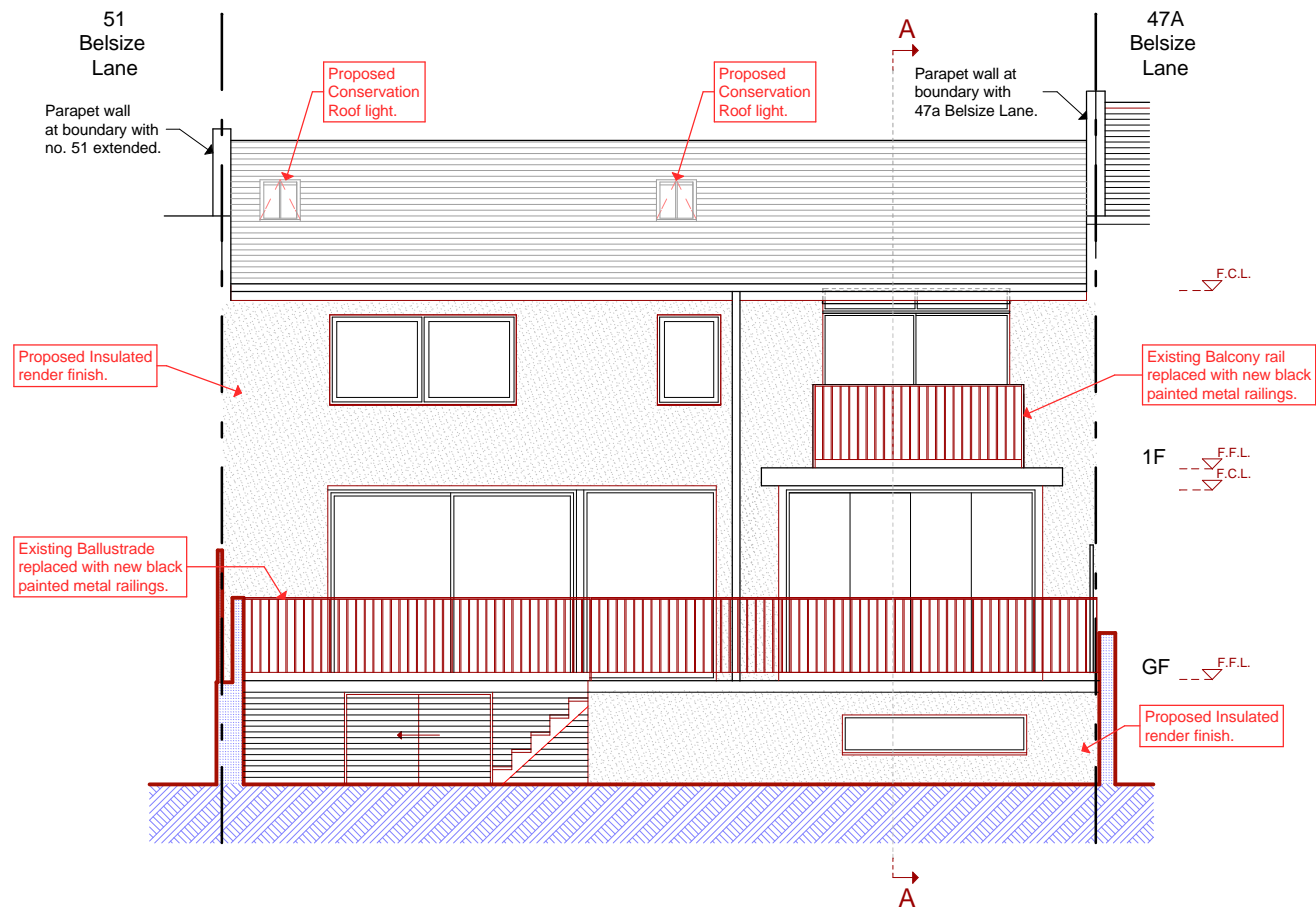 51
Belsize
Lane
A
47A
Belsize
Lane
Proposed
Conservation
Roof light.
Proposed
Conservation
Roof light.
Parapet wall at
boundary with
47a Belsize Lane.
Parapet wall
at boundary with
no. 51 extended.
F.C.L.
Proposed Insulated
render finish.
Existing Balcony rail
replaced with new black
painted metal railings.
1F
F.F.L.
F.C.L.
Existing Ballustrade
replaced with new black
painted metal railings.
GF
F.F.L.
Proposed Insulated
render finish.
A